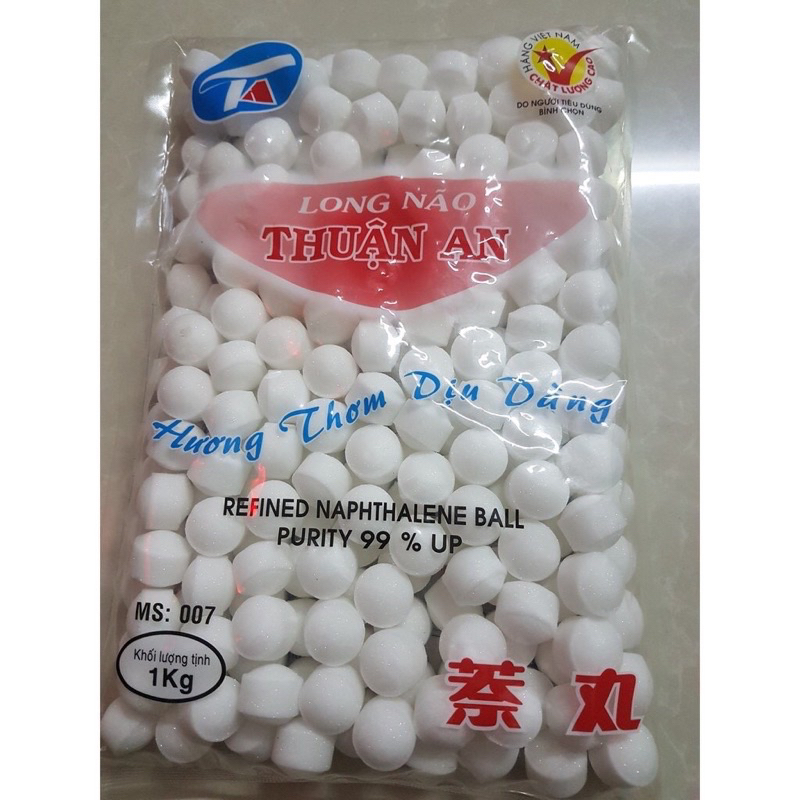 TA
HÀNG VIỆT NAM
CHẤT LƯỢNG CAO
DO NGƯỜI TIÊU DÙNG
BÌNH CHỌN
LONG NÃO
THUẬN AN
Hương Thơm Dịu Dàng
REFINED NAPHTHALENE BALL
PURITY 99 % UP
MS: 007
Khối lượng tịnh
1Kg
萘丸